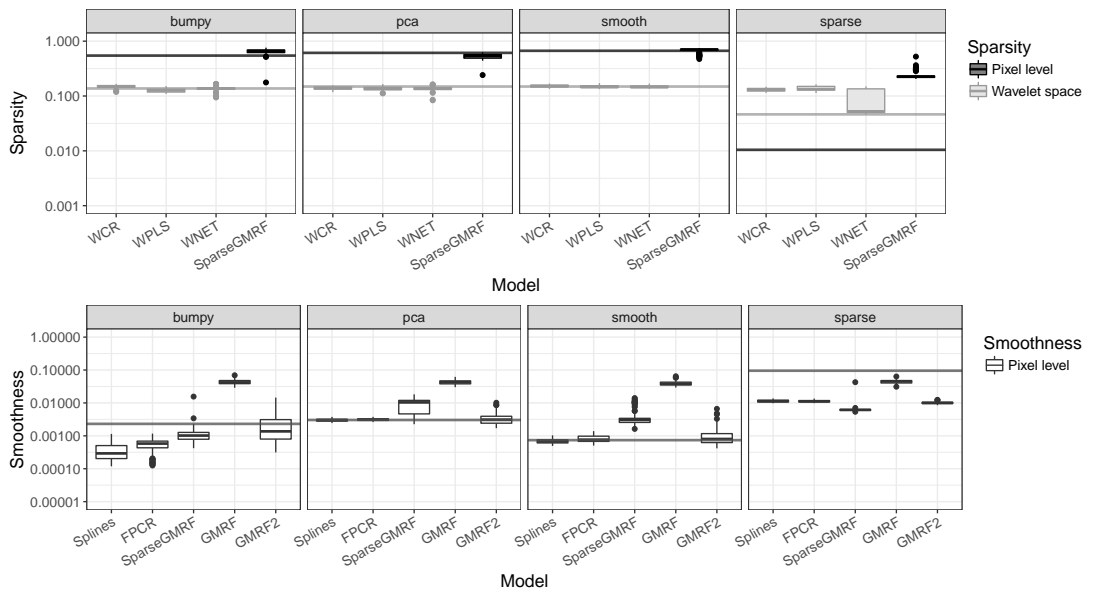 bumpy
pca
smooth
sparse
Sparsity
1.000
0.100
0.010
0.001
WCR
WPLS
WNET
SparseGMRF
WCR
WPLS
WNET
SparseGMRF
WCR
WPLS
WNET
SparseGMRF
WCR
WPLS
WNET
SparseGMRF
Model
Sparsity
Pixel level
Wavelet space
bumpy
pca
smooth
sparse
Smoothness
1.00000
0.10000
0.01000
0.00100
0.00010
0.00001
Splines
FPCR
SparseGMRF
GMRF
GMRF2
Splines
FPCR
SparseGMRF
GMRF
GMRF2
Splines
FPCR
SparseGMRF
GMRF
GMRF2
Splines
FPCR
SparseGMRF
GMRF
GMRF2
Model
Smoothness
Pixel level